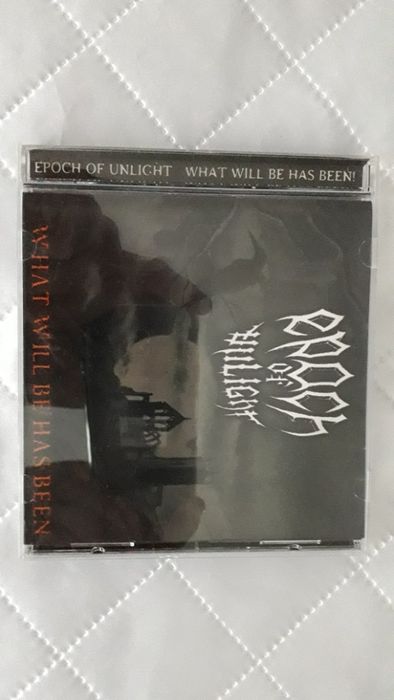 EPOCH OF UNLIGHT WHAT WILL BE HAS BEEN!
EPOCH
OF
UNLIGHT
WHAT WILL BE HAS BEEN